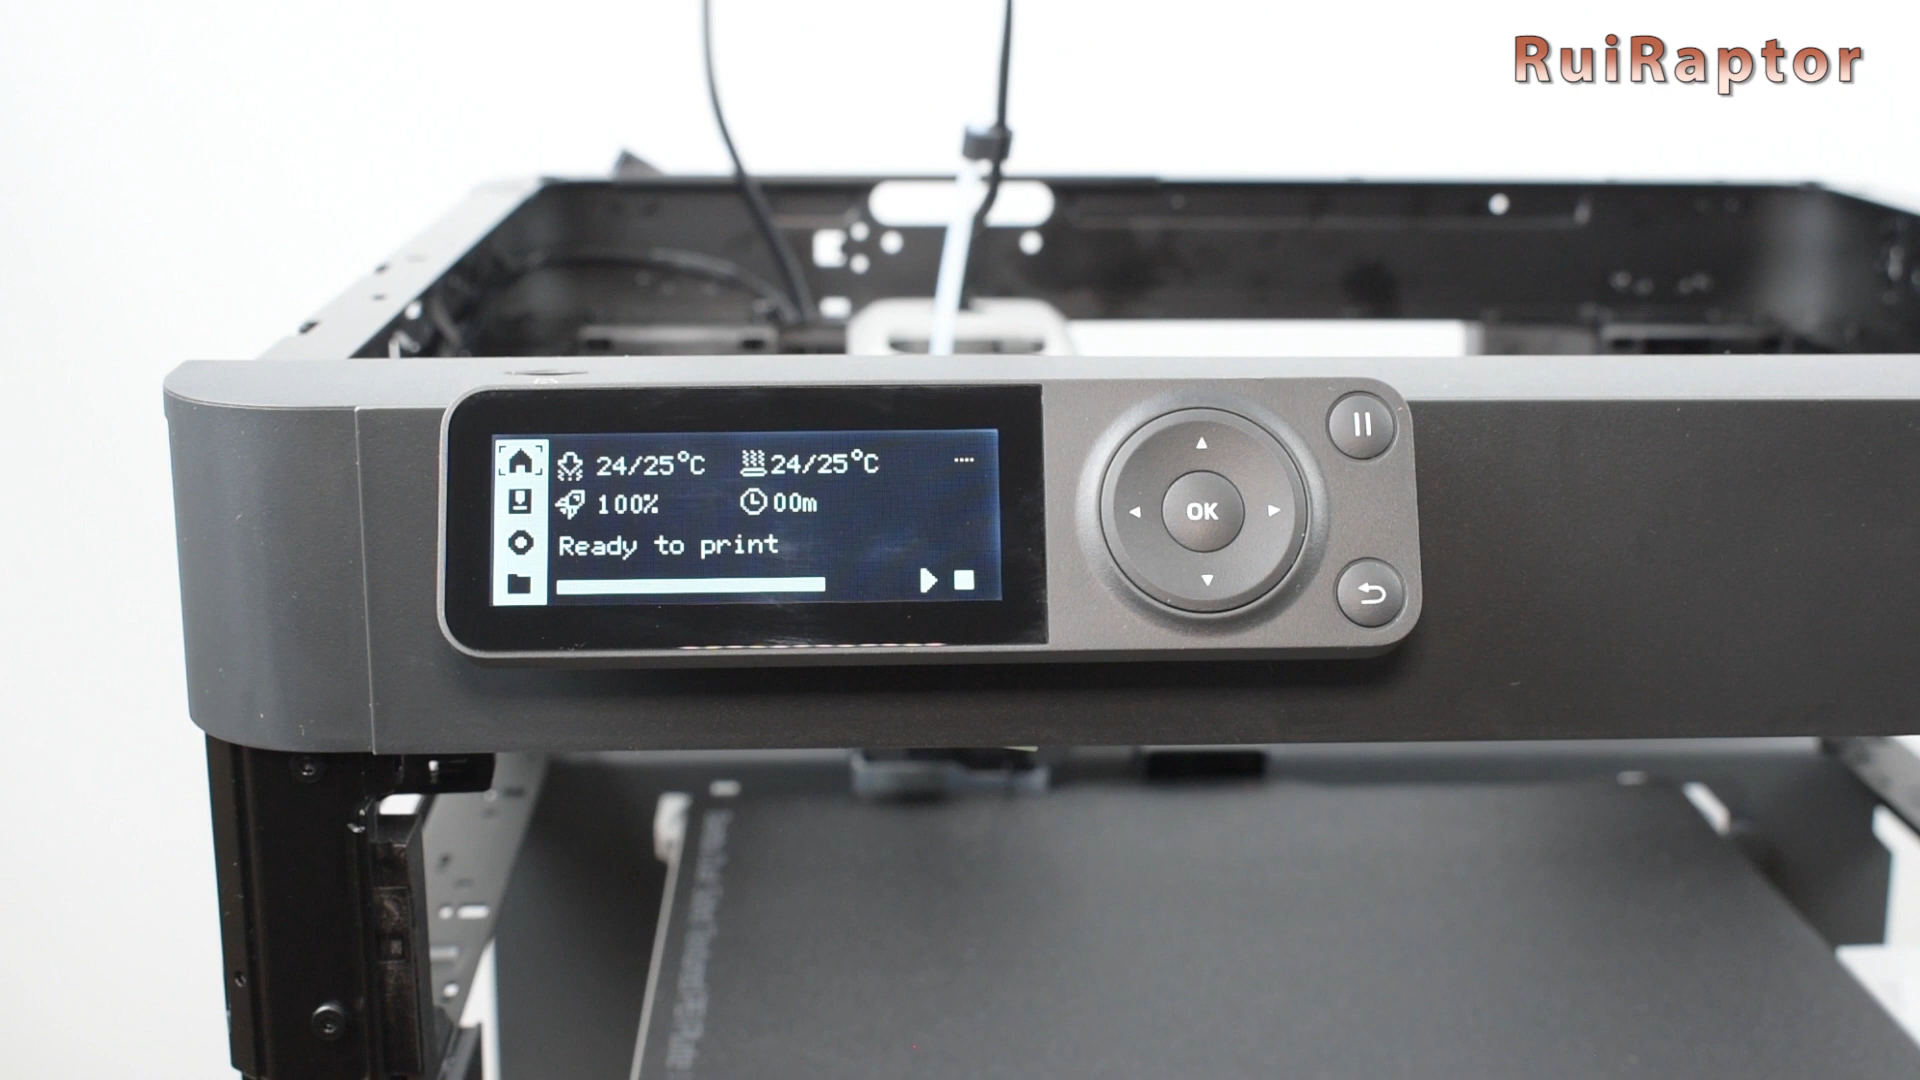 RuiRaptor
24/25°C 24/25°C
100% 00m
Ready to print
OK